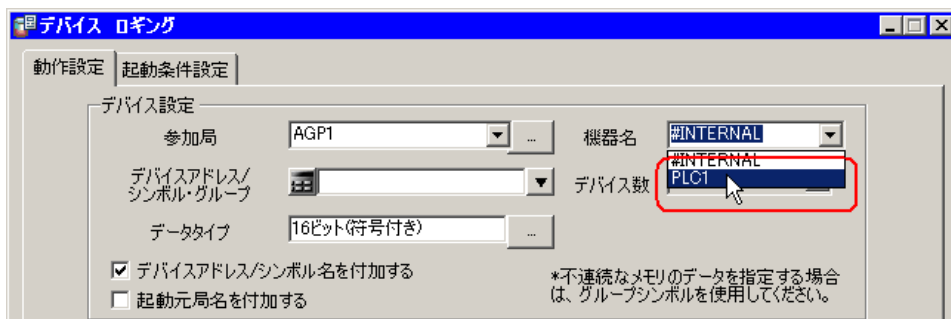 デバイス ロギング
動作設定 起動条件設定
デバイス設定
参加局 AGP1 ... 機器名 #INTERNAL
#INTERNAL
PLC1
デバイスアドレス/
シンボル・グループ デバイス数
データタイプ 16ビット(符号付き) ...
デバイスアドレス/シンボル名を付加する
起動元局名を付加する
*不連続なメモリのデータを指定する場合
は、グループシンボルを使用してください。